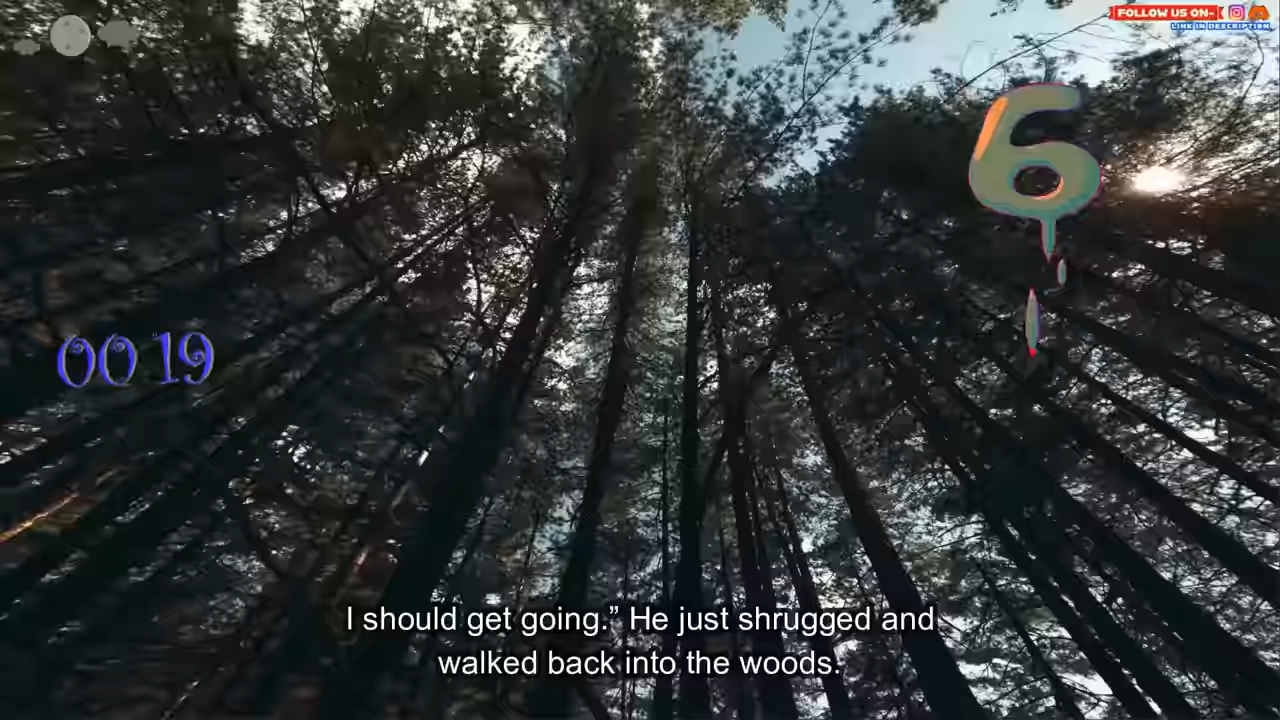 FOLLOW US ON-
LINK IN DESCRIPTION
6
00 19
I should get going.” He just shrugged and
walked back into the woods.